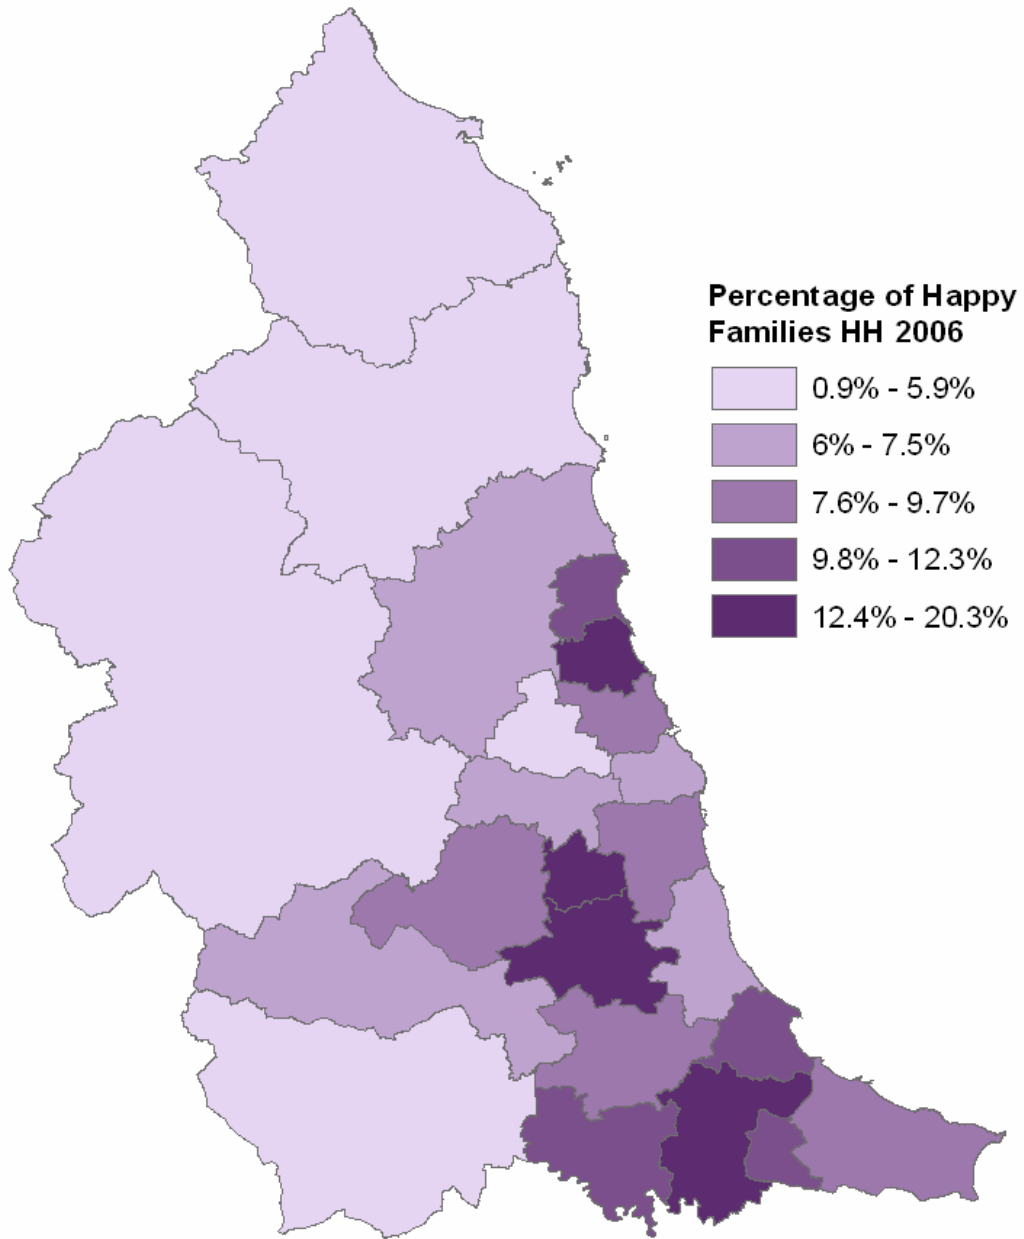 Percentage of Happy
Families HH 2006
0.9% - 5.9%
6% - 7.5%
7.6% - 9.7%
9.8% - 12.3%
12.4% - 20.3%